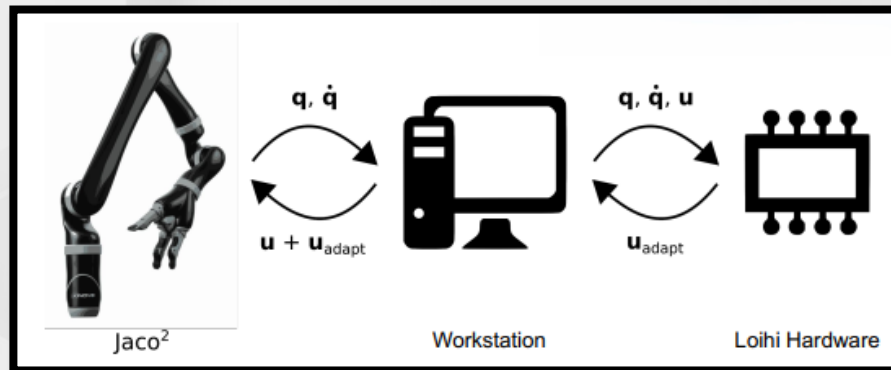 q, q̇
q, q̇, u
u + u_adapt
u_adapt
Jaco²
Workstation
Loihi Hardware